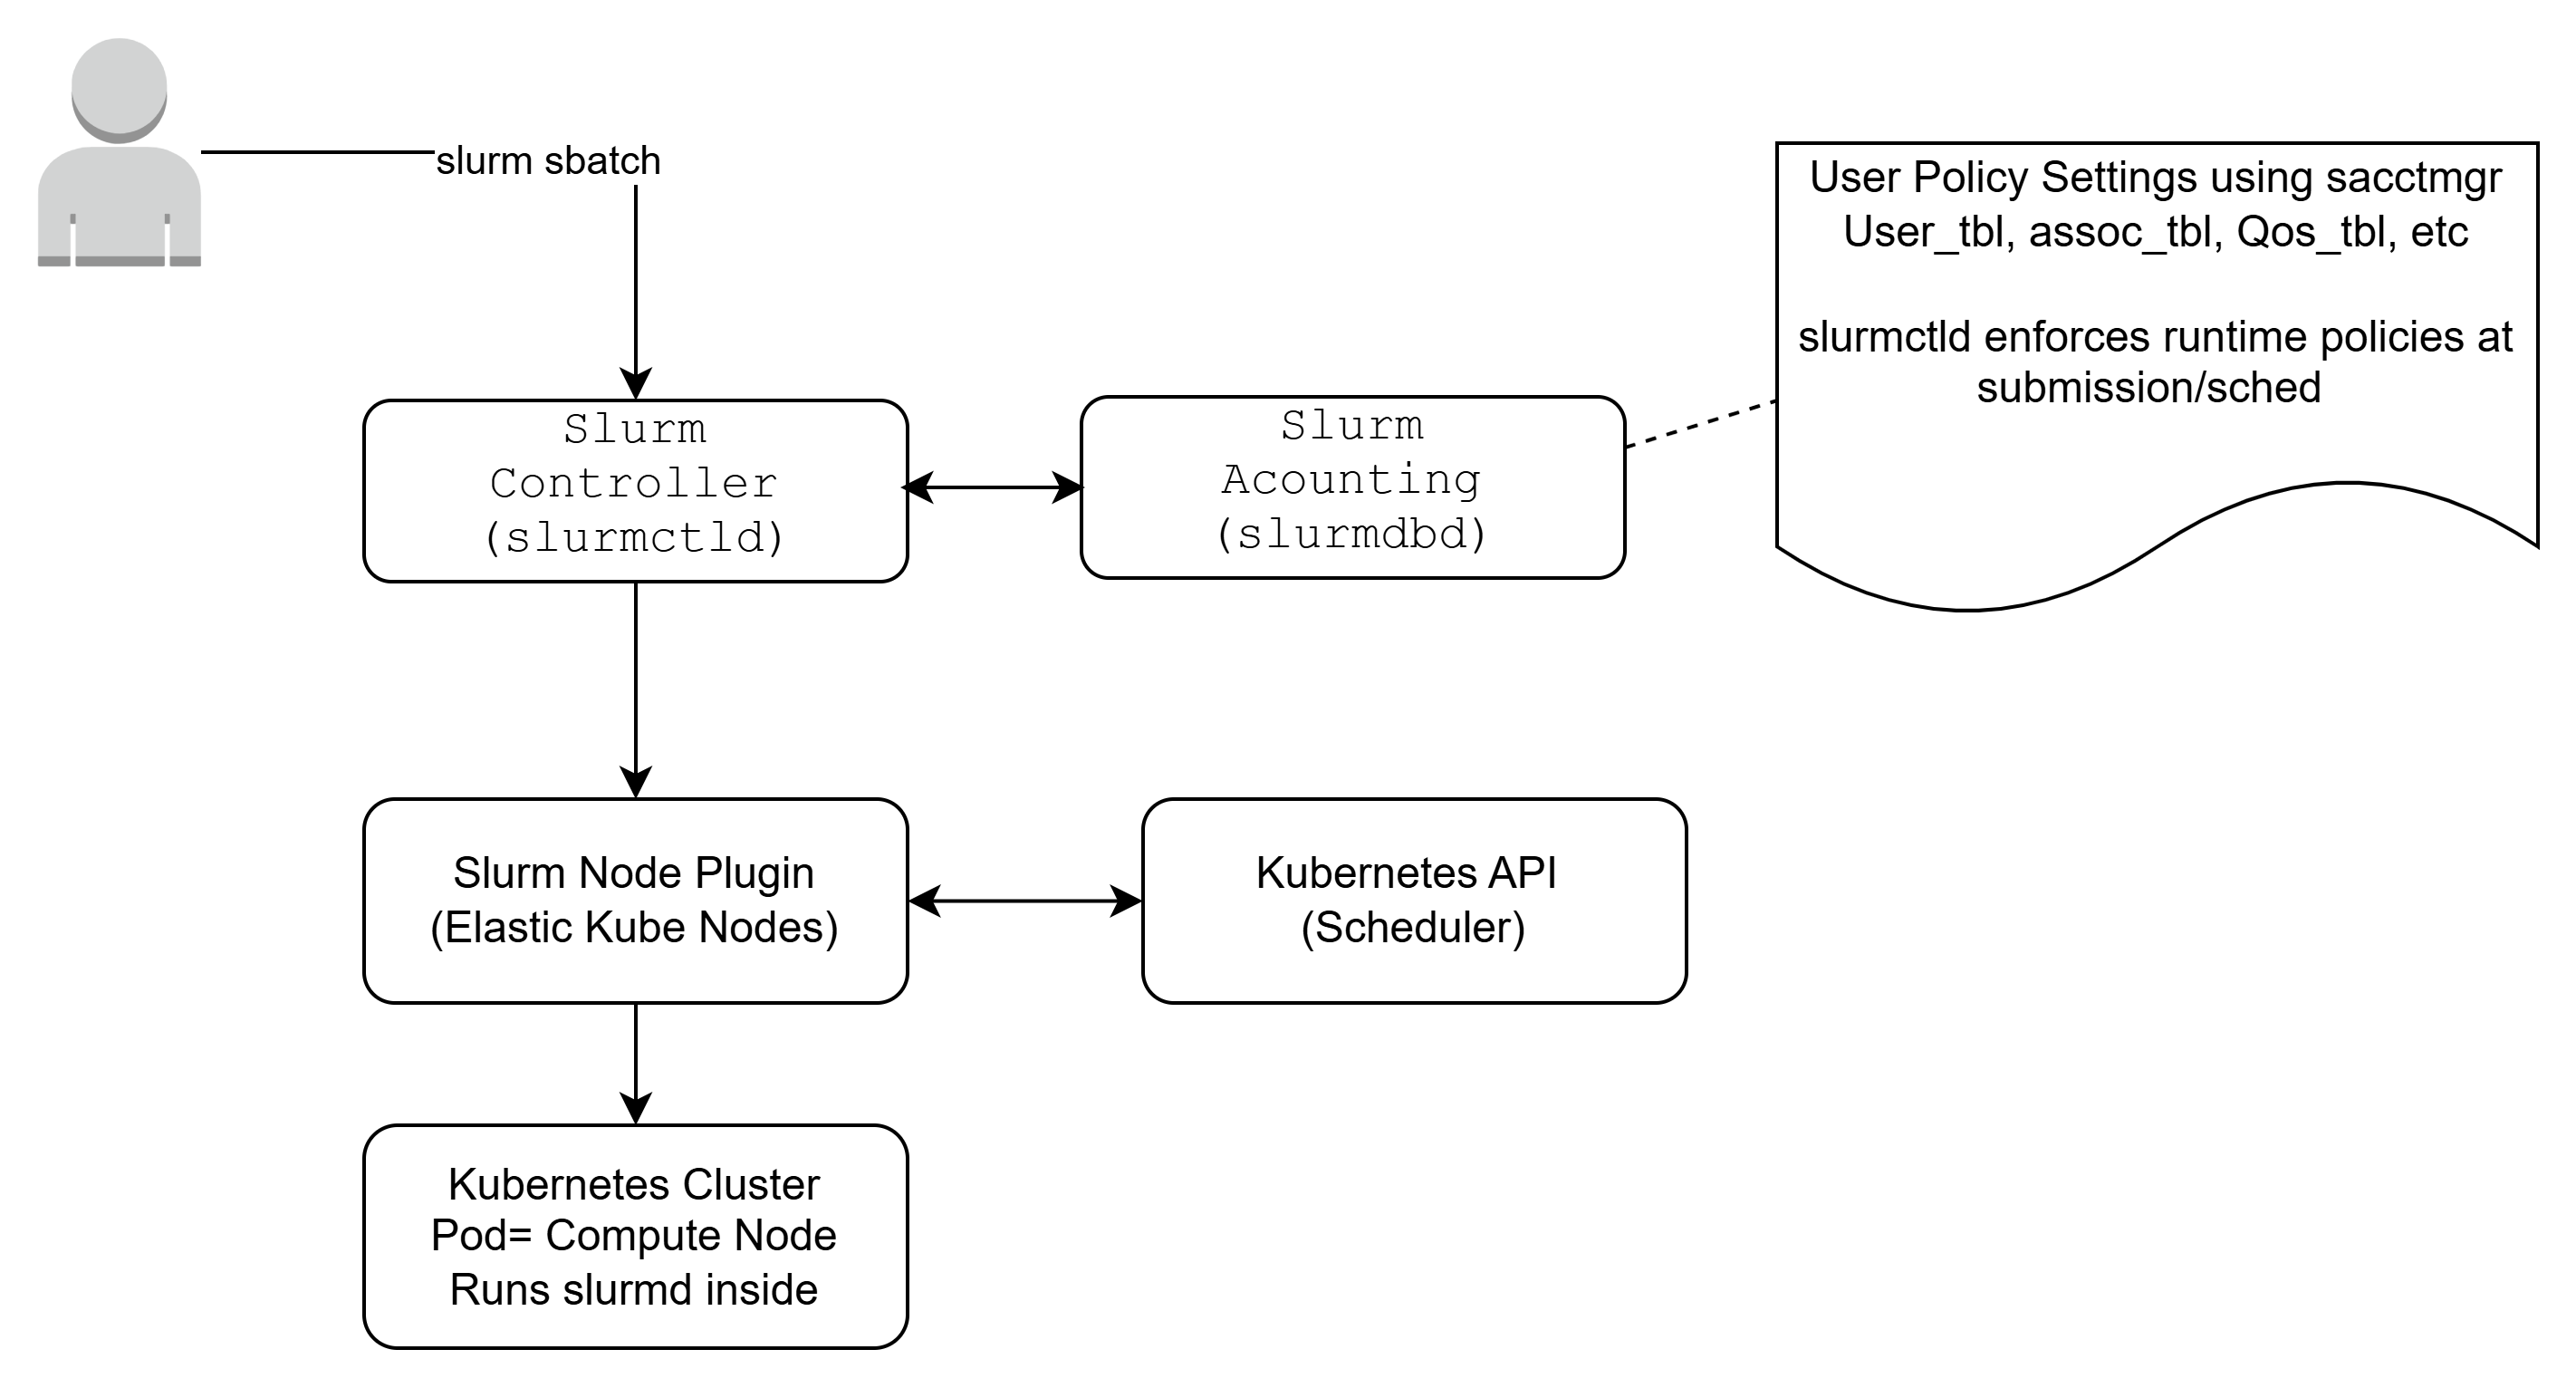 slurm sbatch
User Policy Settings using sacctmgr
User_tbl, assoc_tbl, Qos_tbl, etc
slurmctld enforces runtime policies at
submission/sched
Slurm
Controller
(slurmctld)
Slurm
Acounting
(slurmdbd)
Slurm Node Plugin
(Elastic Kube Nodes)
Kubernetes API
(Scheduler)
Kubernetes Cluster
Pod= Compute Node
Runs slurmd inside